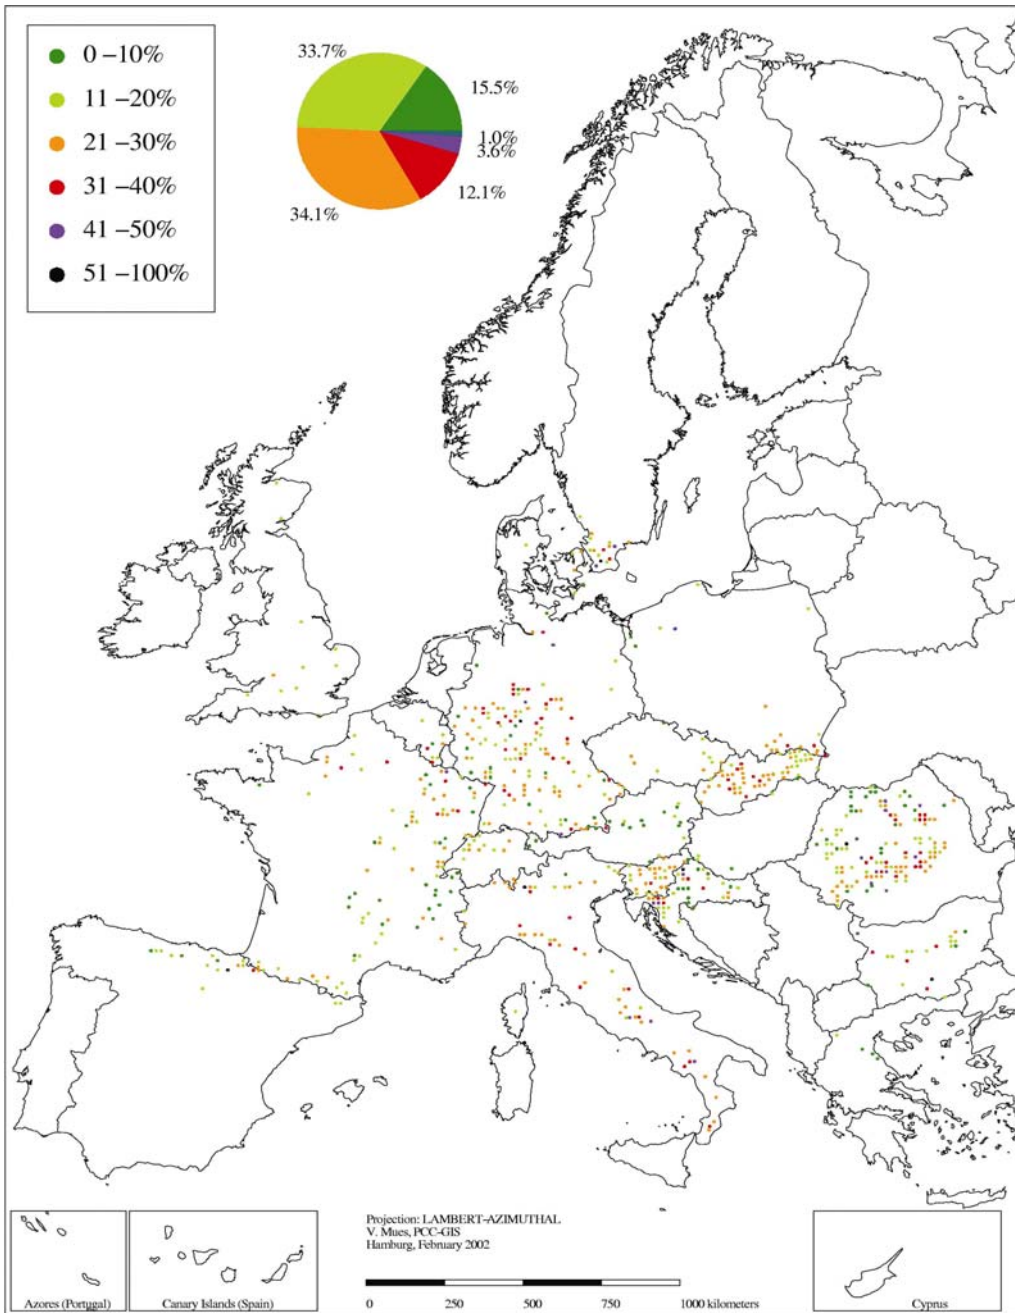 0 –10%
11 –20%
21 –30%
31 –40%
41 –50%
51 –100%
33.7%
15.5%
1.0%
3.6%
12.1%
34.1%
Projection: LAMBERT-AZIMUTHAL
V. Mues, PCC-GIS
Hamburg, February 2002
0 250 500 750 1000 kilometers
Azores (Portugal)
Canary Islands (Spain)
Cyprus